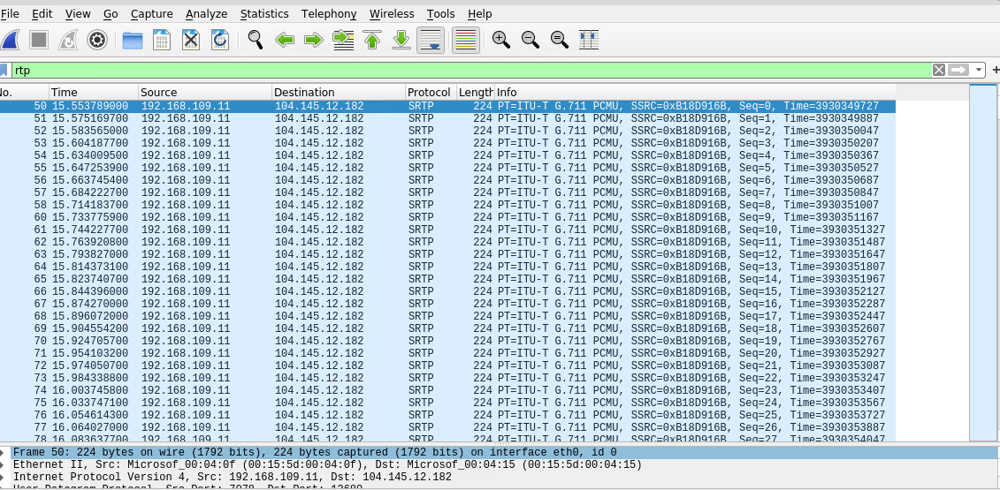 File Edit View Go Capture Analyze Statistics Telephony Wireless Tools Help
rtp
No. Time Source Destination Protocol Length Info
50 15.553789000 192.168.109.11 104.145.12.182 SRTP 224 PT=ITU-T G.711 PCMU, SSRC=0xB18D916B, Seq=0, Time=3930349727
51 15.575169700 192.168.109.11 104.145.12.182 SRTP 224 PT=ITU-T G.711 PCMU, SSRC=0xB18D916B, Seq=1, Time=3930349887
52 15.583565000 192.168.109.11 104.145.12.182 SRTP 224 PT=ITU-T G.711 PCMU, SSRC=0xB18D916B, Seq=2, Time=3930350047
53 15.604187700 192.168.109.11 104.145.12.182 SRTP 224 PT=ITU-T G.711 PCMU, SSRC=0xB18D916B, Seq=3, Time=3930350207
54 15.634009500 192.168.109.11 104.145.12.182 SRTP 224 PT=ITU-T G.711 PCMU, SSRC=0xB18D916B, Seq=4, Time=3930350367
55 15.647253900 192.168.109.11 104.145.12.182 SRTP 224 PT=ITU-T G.711 PCMU, SSRC=0xB18D916B, Seq=5, Time=3930350527
56 15.663745400 192.168.109.11 104.145.12.182 SRTP 224 PT=ITU-T G.711 PCMU, SSRC=0xB18D916B, Seq=6, Time=3930350687
57 15.684222700 192.168.109.11 104.145.12.182 SRTP 224 PT=ITU-T G.711 PCMU, SSRC=0xB18D916B, Seq=7, Time=3930350847
58 15.714183700 192.168.109.11 104.145.12.182 SRTP 224 PT=ITU-T G.711 PCMU, SSRC=0xB18D916B, Seq=8, Time=3930351007
60 15.733775900 192.168.109.11 104.145.12.182 SRTP 224 PT=ITU-T G.711 PCMU, SSRC=0xB18D916B, Seq=9, Time=3930351167
61 15.744227700 192.168.109.11 104.145.12.182 SRTP 224 PT=ITU-T G.711 PCMU, SSRC=0xB18D916B, Seq=10, Time=3930351327
62 15.763920800 192.168.109.11 104.145.12.182 SRTP 224 PT=ITU-T G.711 PCMU, SSRC=0xB18D916B, Seq=11, Time=3930351487
63 15.793827000 192.168.109.11 104.145.12.182 SRTP 224 PT=ITU-T G.711 PCMU, SSRC=0xB18D916B, Seq=12, Time=3930351647
64 15.814373100 192.168.109.11 104.145.12.182 SRTP 224 PT=ITU-T G.711 PCMU, SSRC=0xB18D916B, Seq=13, Time=3930351807
65 15.823740700 192.168.109.11 104.145.12.182 SRTP 224 PT=ITU-T G.711 PCMU, SSRC=0xB18D916B, Seq=14, Time=3930351967
66 15.844396000 192.168.109.11 104.145.12.182 SRTP 224 PT=ITU-T G.711 PCMU, SSRC=0xB18D916B, Seq=15, Time=3930352127
67 15.874270000 192.168.109.11 104.145.12.182 SRTP 224 PT=ITU-T G.711 PCMU, SSRC=0xB18D916B, Seq=16, Time=3930352287
68 15.896072000 192.168.109.11 104.145.12.182 SRTP 224 PT=ITU-T G.711 PCMU, SSRC=0xB18D916B, Seq=17, Time=3930352447
69 15.904554200 192.168.109.11 104.145.12.182 SRTP 224 PT=ITU-T G.711 PCMU, SSRC=0xB18D916B, Seq=18, Time=3930352607
70 15.924705700 192.168.109.11 104.145.12.182 SRTP 224 PT=ITU-T G.711 PCMU, SSRC=0xB18D916B, Seq=19, Time=3930352767
71 15.954103200 192.168.109.11 104.145.12.182 SRTP 224 PT=ITU-T G.711 PCMU, SSRC=0xB18D916B, Seq=20, Time=3930352927
72 15.974050700 192.168.109.11 104.145.12.182 SRTP 224 PT=ITU-T G.711 PCMU, SSRC=0xB18D916B, Seq=21, Time=3930353087
73 15.984338800 192.168.109.11 104.145.12.182 SRTP 224 PT=ITU-T G.711 PCMU, SSRC=0xB18D916B, Seq=22, Time=3930353247
74 16.003745800 192.168.109.11 104.145.12.182 SRTP 224 PT=ITU-T G.711 PCMU, SSRC=0xB18D916B, Seq=23, Time=3930353407
75 16.033747100 192.168.109.11 104.145.12.182 SRTP 224 PT=ITU-T G.711 PCMU, SSRC=0xB18D916B, Seq=24, Time=3930353567
76 16.054614300 192.168.109.11 104.145.12.182 SRTP 224 PT=ITU-T G.711 PCMU, SSRC=0xB18D916B, Seq=25, Time=3930353727
77 16.064027000 192.168.109.11 104.145.12.182 SRTP 224 PT=ITU-T G.711 PCMU, SSRC=0xB18D916B, Seq=26, Time=3930353887
78 16.083637700 192.168.109.11 104.145.12.182 SRTP 224 PT=ITU-T G.711 PCMU, SSRC=0xB18D916B, Seq=27, Time=3930354047
Frame 50: 224 bytes on wire (1792 bits), 224 bytes captured (1792 bits) on interface eth0, id 0
Ethernet II, Src: Microsof_00:04:0f (00:15:5d:00:04:0f), Dst: Microsof_00:04:15 (00:15:5d:00:04:15)
Internet Protocol Version 4, Src: 192.168.109.11, Dst: 104.145.12.182
User Datagram Protocol, Src Port: 7078, Dst Port: 13680